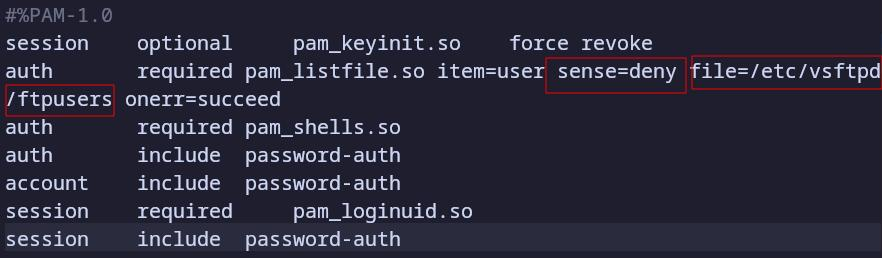 #%PAM-1.0
session    optional     pam_keyinit.so    force revoke
auth       required pam_listfile.so item=user sense=deny file=/etc/vsftpd
/ftpusers onerr=succeed
auth       required pam_shells.so
auth       include  password-auth
account    include  password-auth
session    required     pam_loginuid.so
session    include  password-auth